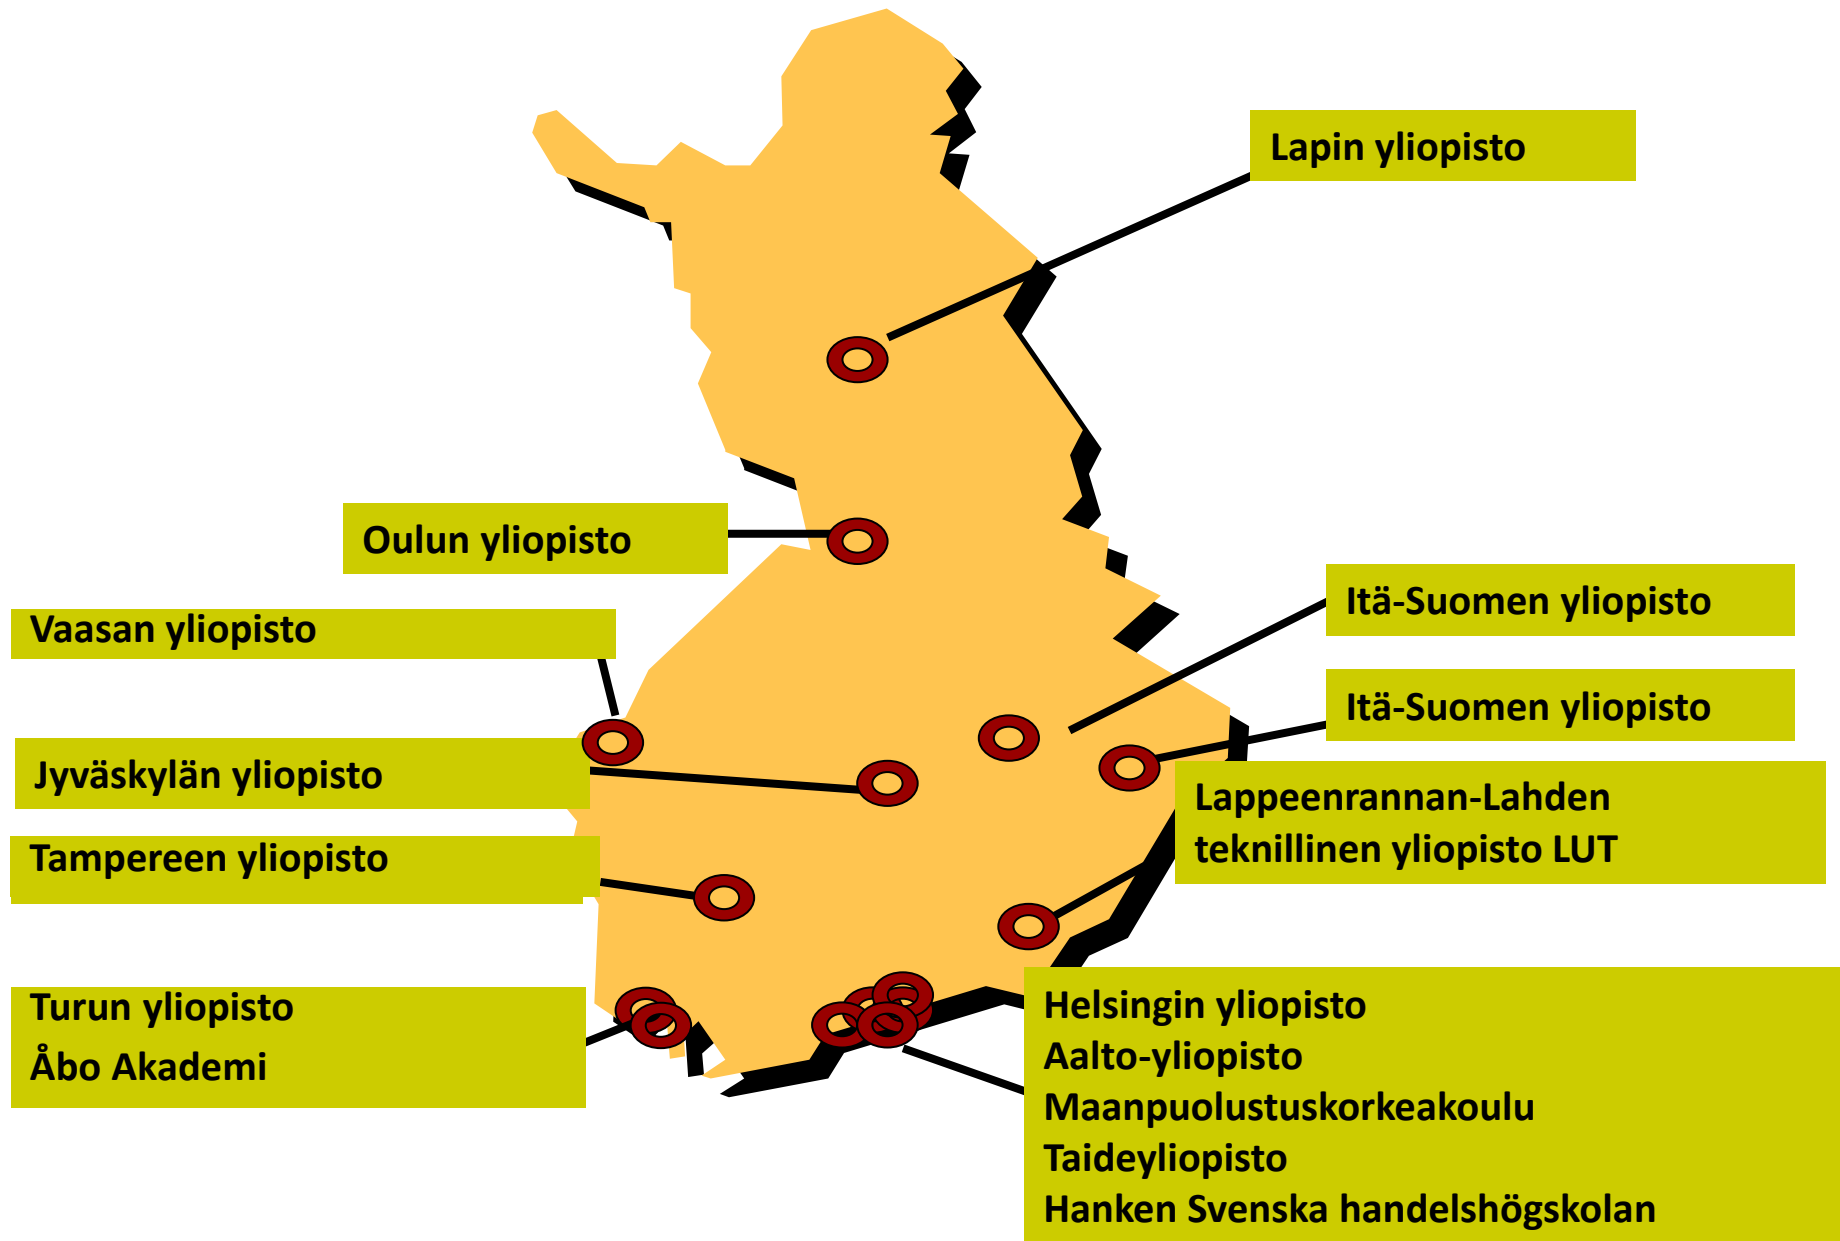 Lapin yliopisto
Oulun yliopisto
Itä-Suomen yliopisto
Vaasan yliopisto
Itä-Suomen yliopisto
Jyväskylän yliopisto
Lappeenrannan-Lahden
teknillinen yliopisto LUT
Tampereen yliopisto
Turun yliopisto
Åbo Akademi
Helsingin yliopisto
Aalto-yliopisto
Maanpuolustuskorkeakoulu
Taideyliopisto
Hanken Svenska handelshögskolan